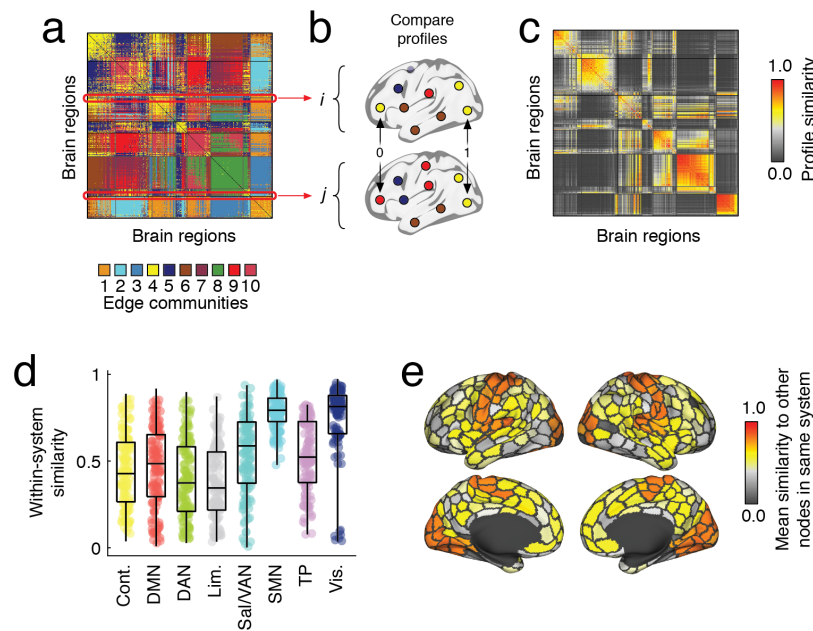 a
Brain regions
Brain regions
1 2 3 4 5 6 7 8 9 10
Edge communities
b
Compare
profiles
i
0
1
j
c
Brain regions
Brain regions
1.0
0.0
Profile similarity
d
Within-system
similarity
1
0.5
0
Cont.
DMN
DAN
Lim.
Sal/VAN
SMN
TP
Vis.
e
1.0
0.0
Mean similarity to other
nodes in same system